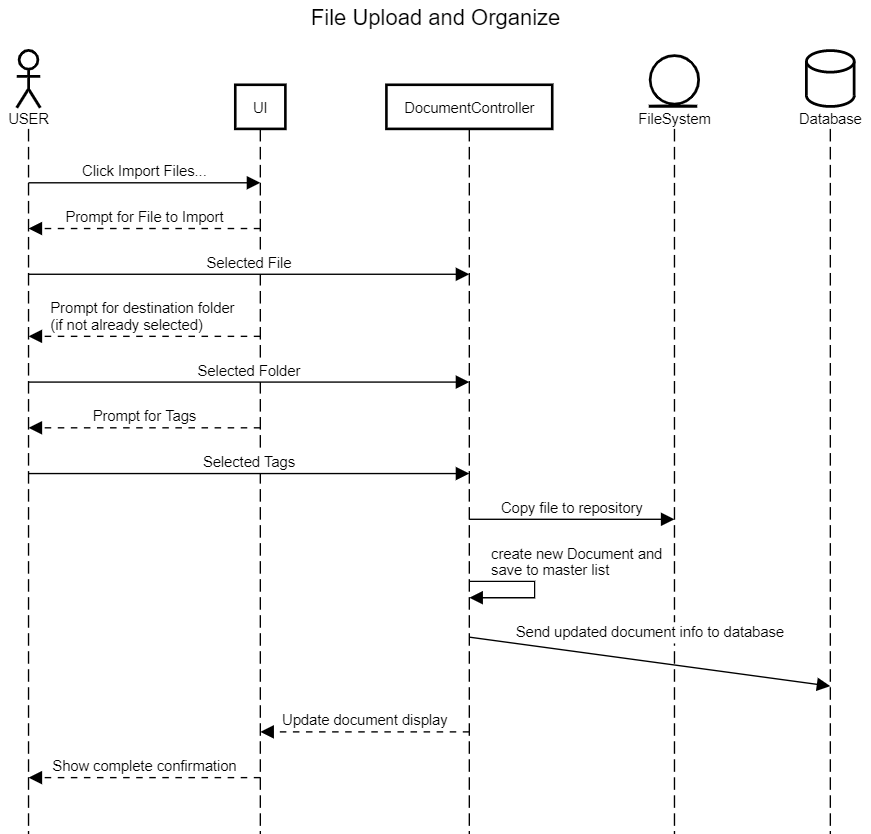 File Upload and Organize
USER
UI
DocumentController
FileSystem
Database
Click Import Files...
Prompt for File to Import
Selected File
Prompt for destination folder
(if not already selected)
Selected Folder
Prompt for Tags
Selected Tags
Copy file to repository
create new Document and
save to master list
Send updated document info to database
Update document display
Show complete confirmation